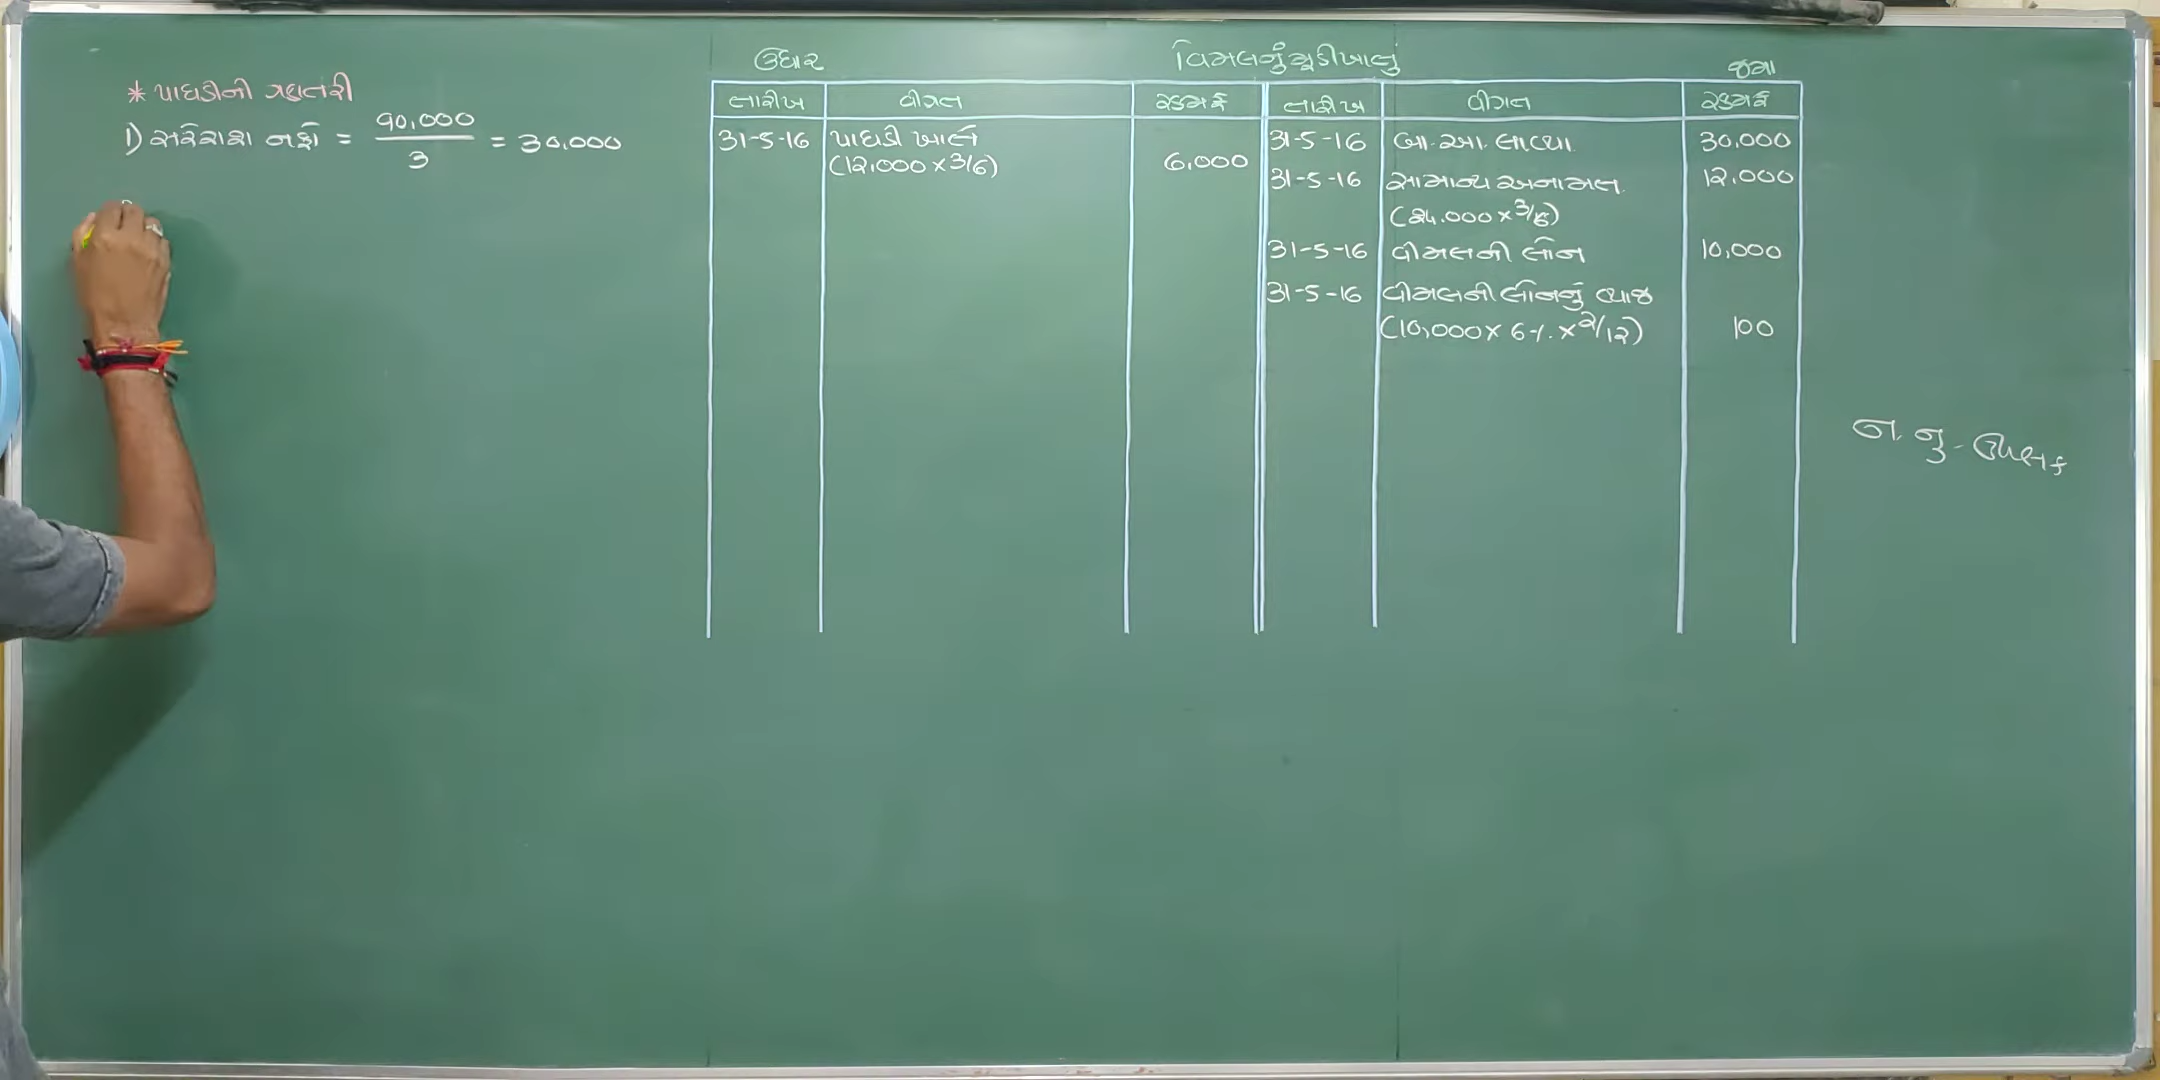 * પાઘડીની ગણતરી
1) સરેરાશ નફો = 90,000 / 3 = 30,000
ઉધાર વિમલનું મૂડી ખાતું જમા
તારીખ વીગત રકમ રૂ તારીખ વીગત રકમ રૂ
31-5-16 પાઘડી ખાતે 31-5-16 બા.આ. લાવ્યા 30,000
(12,000 x 3/6) 6,000
31-5-16 સામાન્ય અનામત 12,000
(24,000 x 3/6)
31-5-16 વીમલની લોન 10,000
31-5-16 વીમલની લોનનું વ્યાજ
(10,000 x 6%. x 2/12) 100